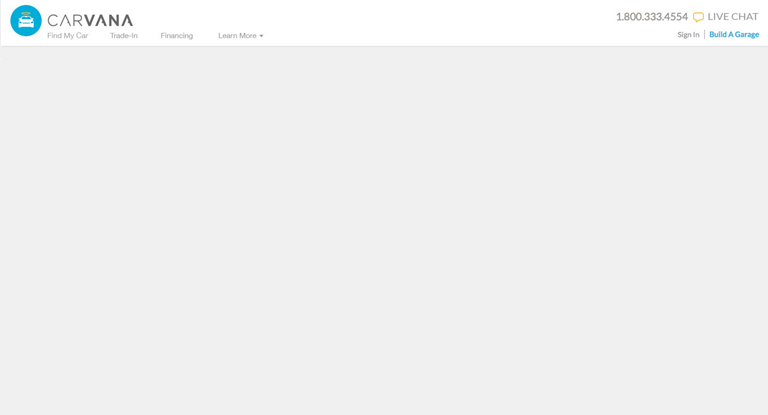 CARVANA
1.800.333.4554 LIVE CHAT
Find My Car Trade-In Financing Learn More
Sign In Build A Garage